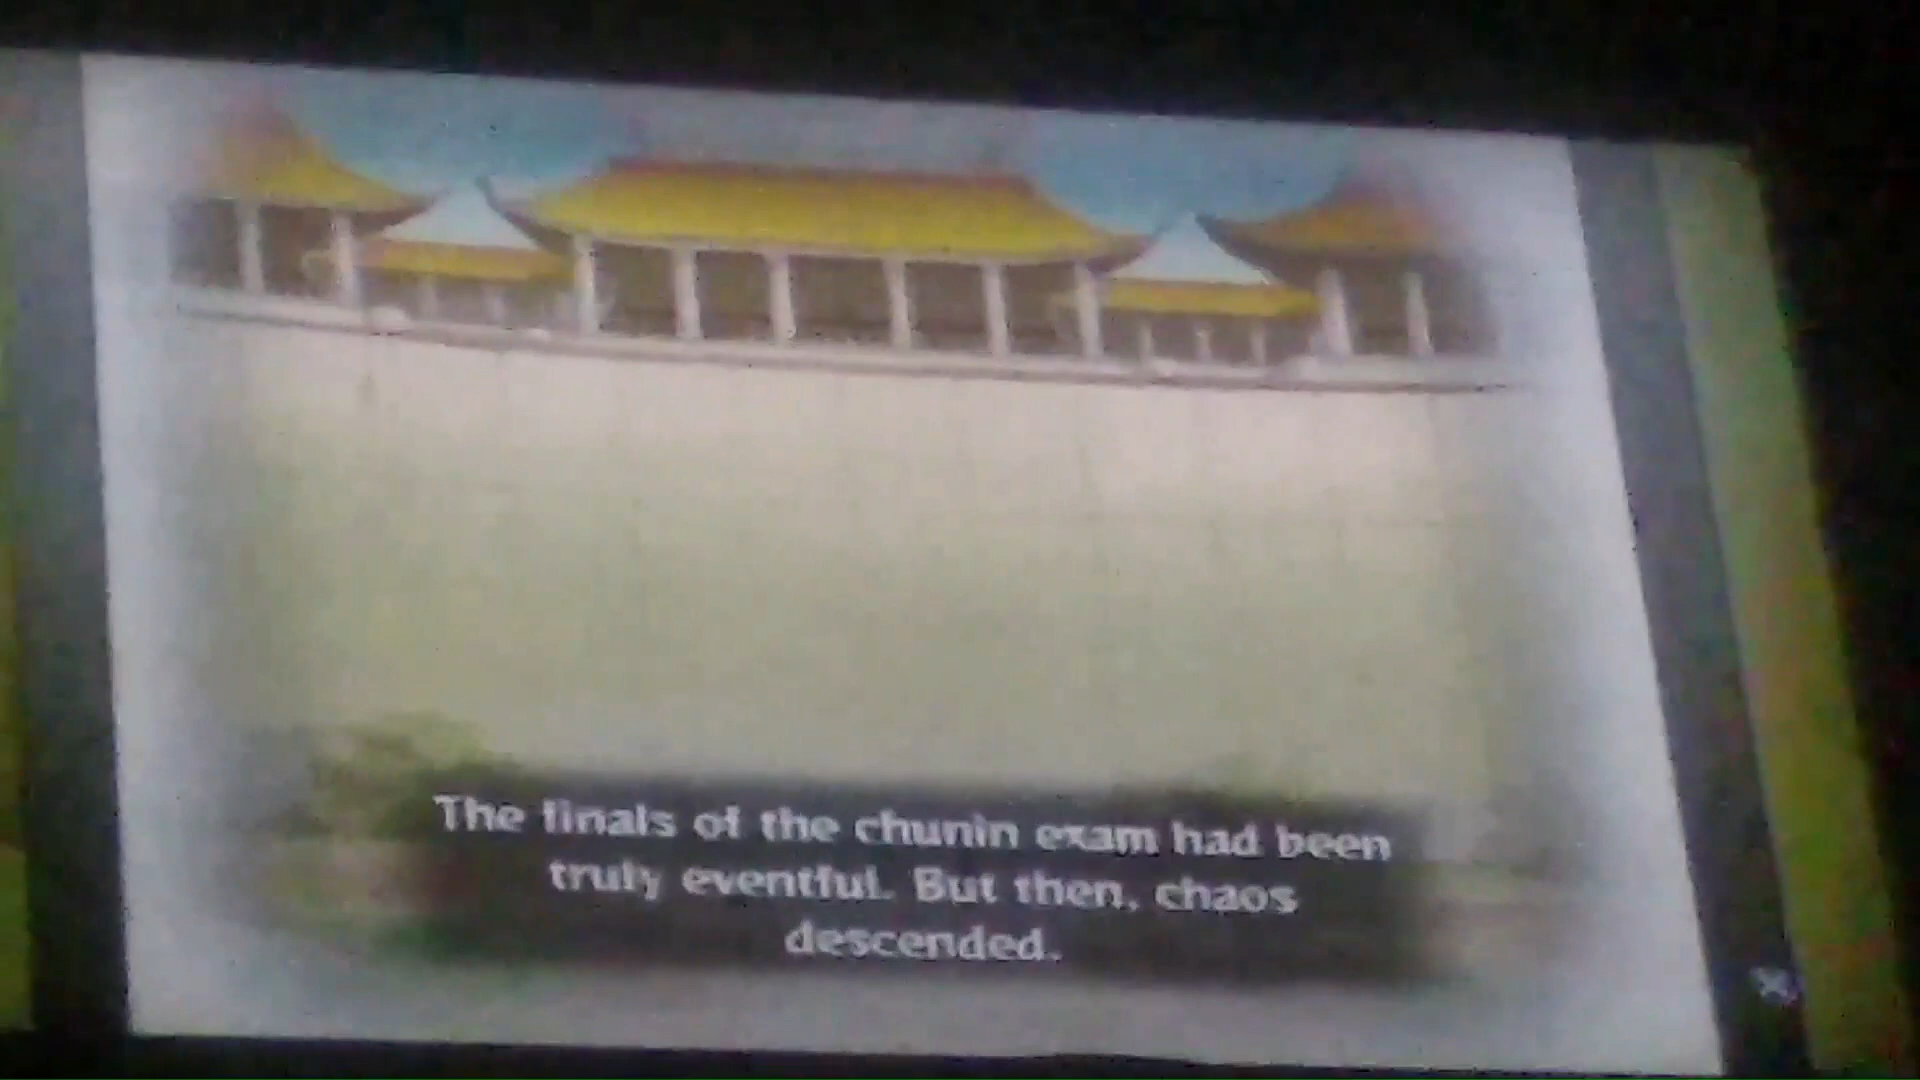 The finals of the chunin exam had been
truly eventful. But then, chaos
descended.